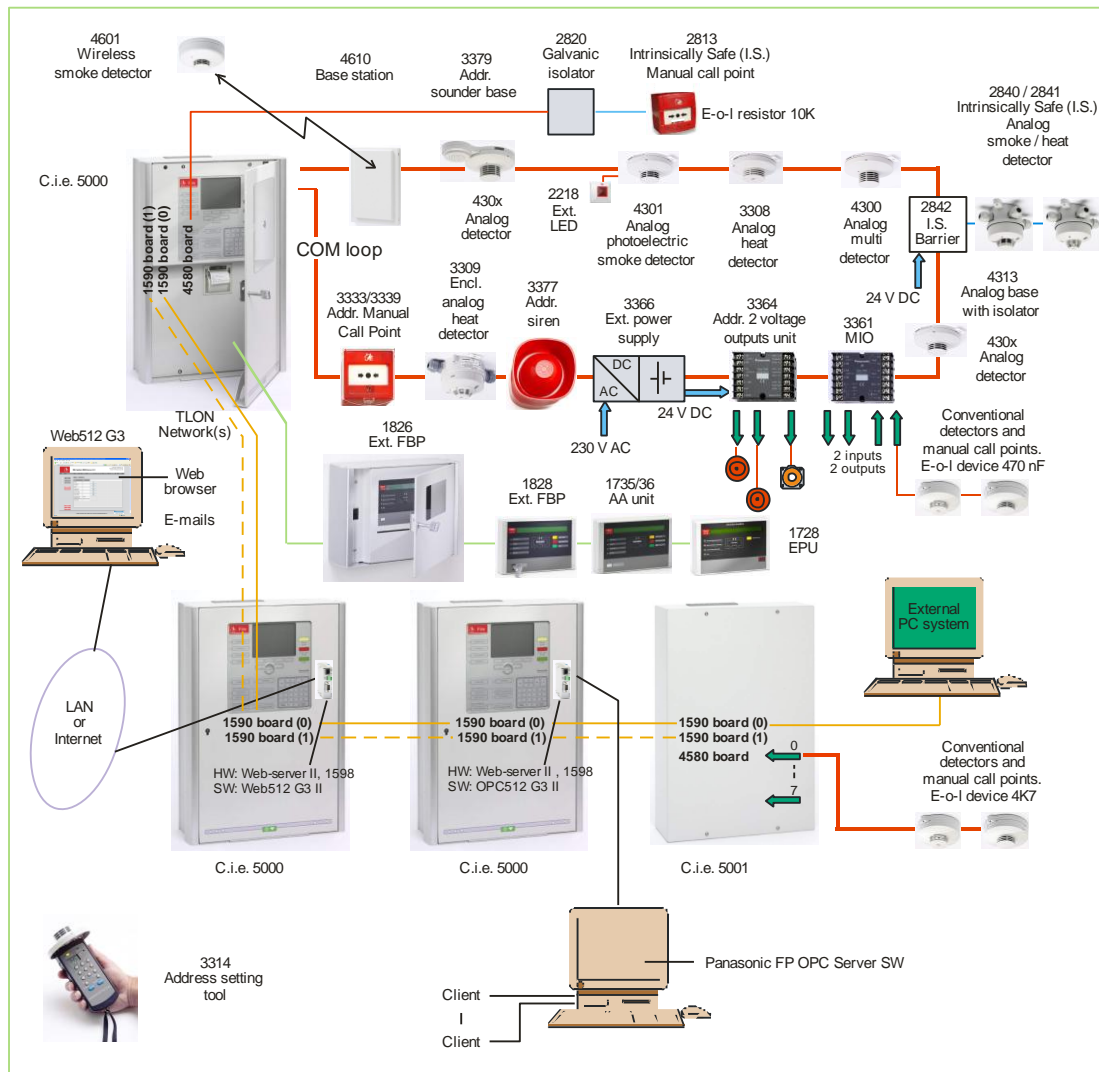 4601
Wireless
smoke detector
4610
Base station
3379
Addr.
sounder base
2820
Galvanic
isolator
2813
Intrinsically Safe (I.S.)
Manual call point
E-o-I resistor 10K
2840 / 2841
Intrinsically Safe (I.S.)
Analog
smoke / heat
detector
C.i.e. 5000
1590 board (1)
1590 board (0)
4580 board
COM loop
430x
Analog
detector
2218
Ext.
LED
4301
Analog
photoelectric
smoke detector
3308
Analog
heat
detector
4300
Analog
multi
detector
2842
I.S.
Barrier
24 V DC
4313
Analog base
with isolator
430x
Analog
detector
3333/3339
Addr. Manual
Call Point
3309
Encl.
analog
heat
detector
3377
Addr.
siren
3366
Ext. power
supply
DC
AC
24 V DC
230 V AC
3364
Addr. 2 voltage
outputs unit
3361
MIO
2 inputs
2 outputs
Conventional
detectors and
manual call points.
E-o-I device 470 nF
TLON
Network(s)
Web512 G3
Web
browser
E-mails
1826
Ext. FBP
1828
Ext. FBP
1735/36
AA unit
1728
EPU
External
PC system
LAN
or
Internet
1590 board (0)
1590 board (1)
HW: Web-server II , 1598
SW: Web512 G3 II
C.i.e. 5000
1590 board (0)
1590 board (1)
HW: Web-server II , 1598
SW: OPC512 G3 II
C.i.e. 5000
1590 board (0)
1590 board (1)
4580 board
0
7
C.i.e. 5001
Conventional
detectors and
manual call points.
E-o-I device 4K7
3314
Address setting
tool
Panasonic FP OPC Server SW
Client
Client